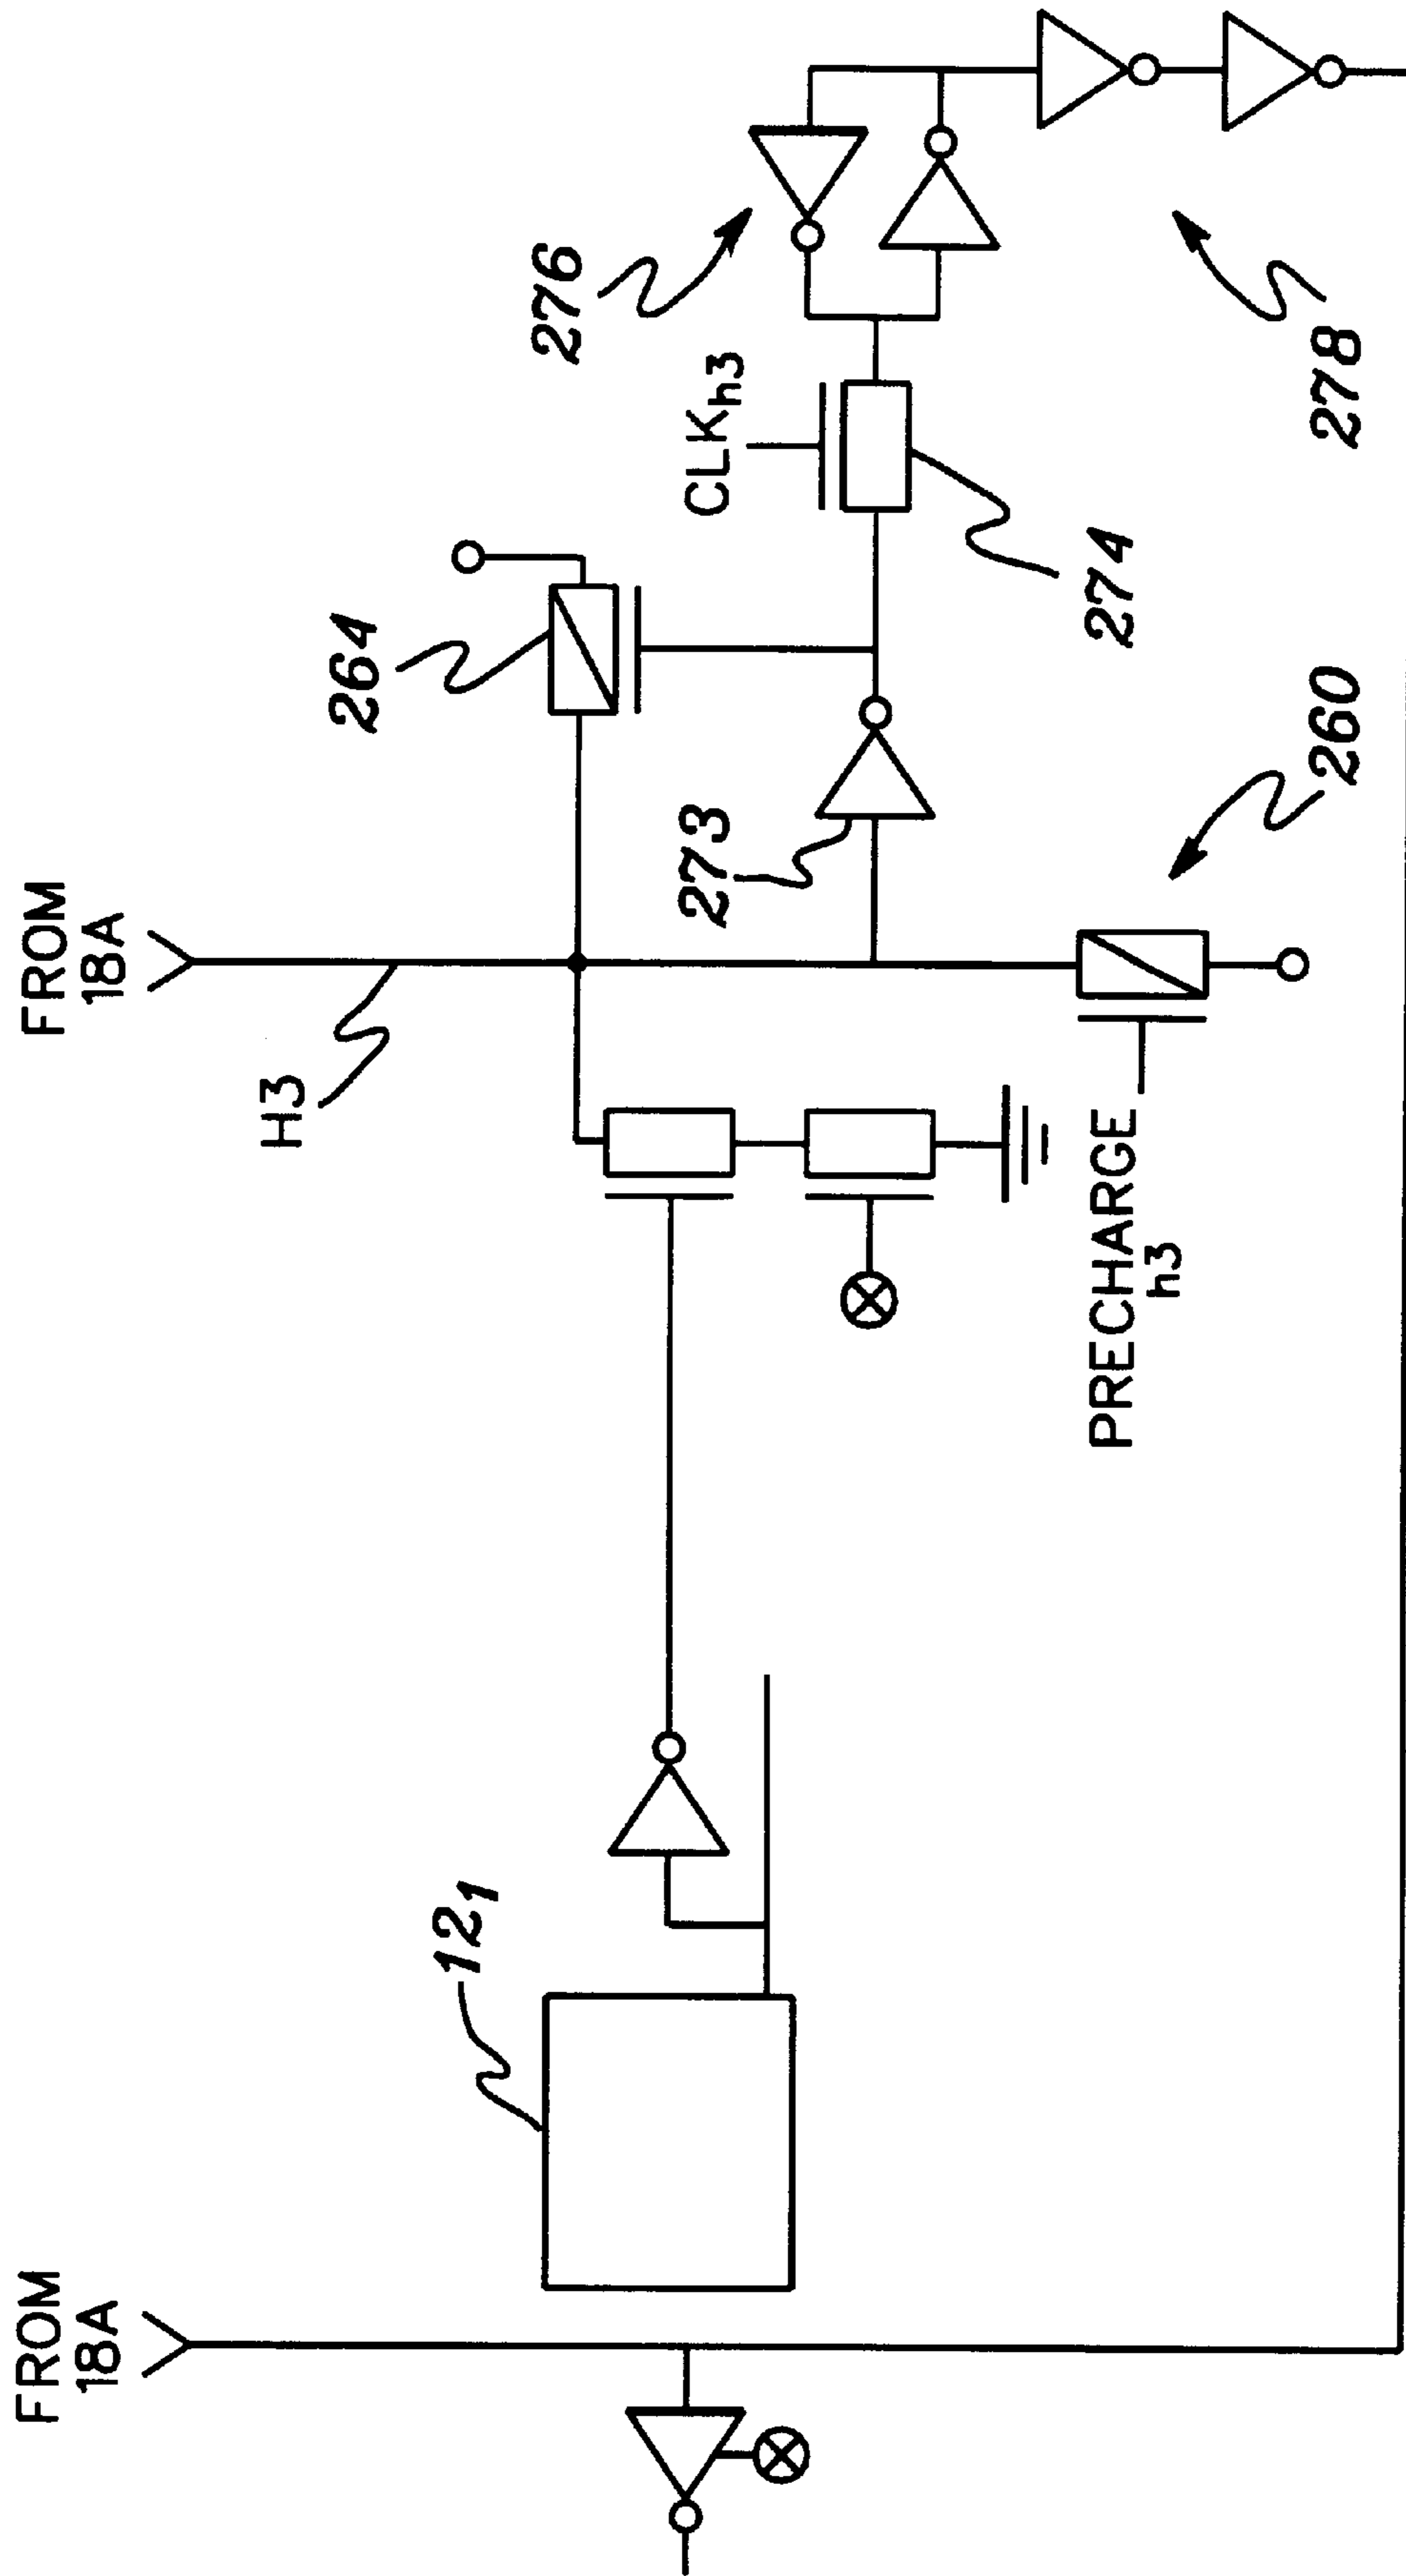 FROM
18A
H3
264
276
CLKh3
273
274
278
260
PRECHARGE
h3
121
FROM
18A